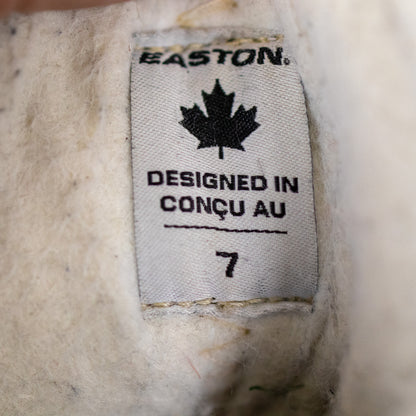 EASTON.
DESIGNED IN
CONÇU AU
7